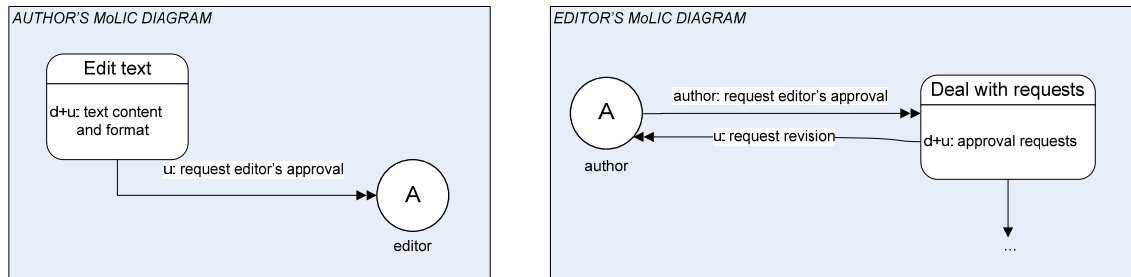 AUTHOR'S MoLIC DIAGRAM
Edit text
d+u: text content
and format
u: request editor's approval
A
editor
EDITOR'S MoLIC DIAGRAM
A
author
author: request editor's approval
u: request revision
Deal with requests
d+u: approval requests
...